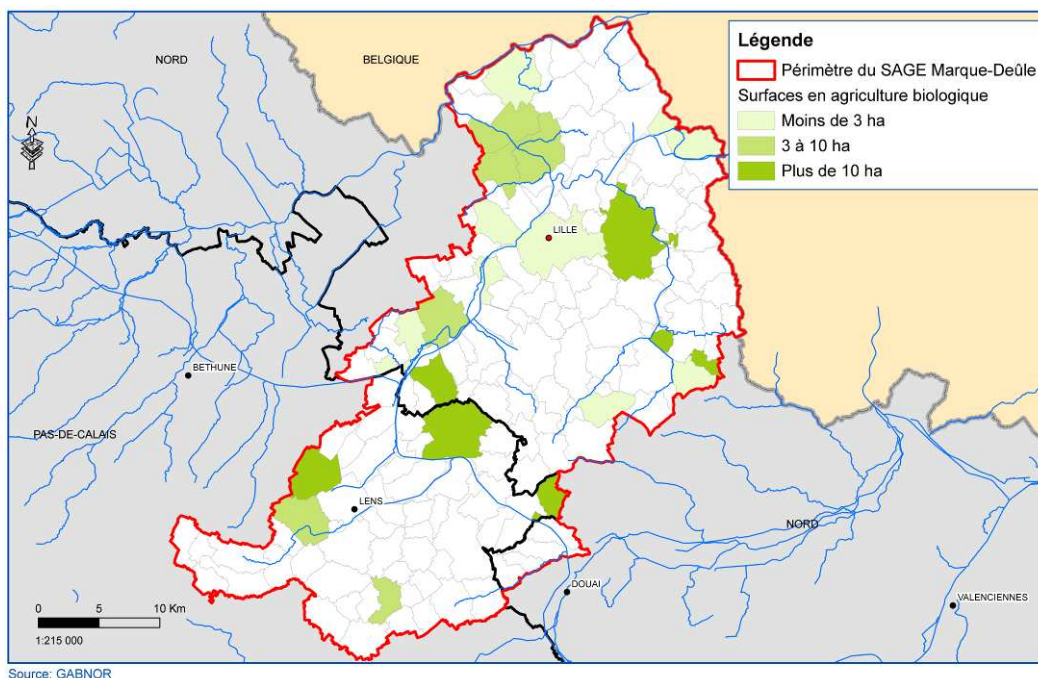 NORD
BELGIQUE
Légende
Périmètre du SAGE Marque-Deûle
Surfaces en agriculture biologique
Moins de 3 ha
3 à 10 ha
Plus de 10 ha
N
LILLE
BETHUNE
PAS-DE-CALAIS
LENS
NORD
DOUAI
VALENCIENNES
0 5 10 Km
1:215 000
Source: GABNOR